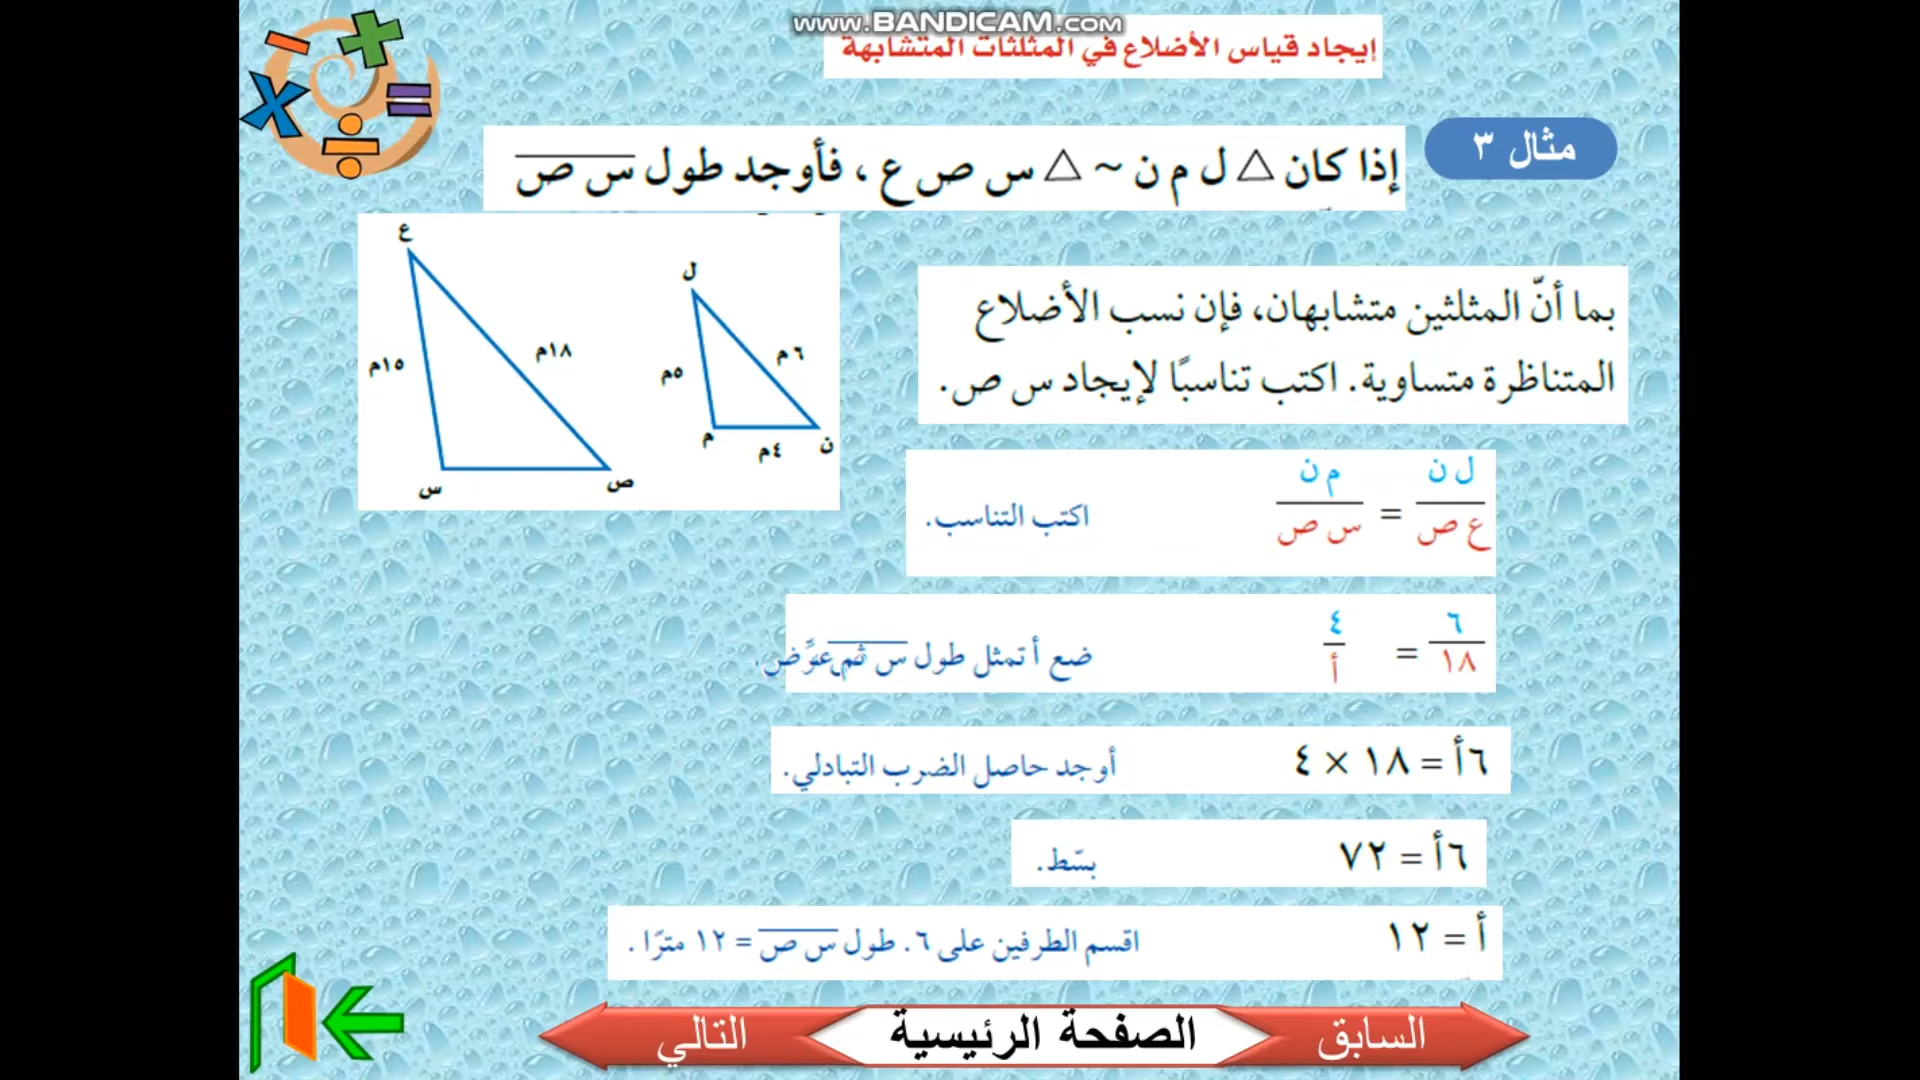 www.BANDICAM.com
إيجاد قياس الأضلاع في المثلثات المتشابهة
مثال ٣
إذا كان △ ل م ن ~ △ س ص ع ، فأوجد طول س ص
ع
١٥م
١٨م
س
ص
ل
٥م
٦م
م
٤م
ن
بما أنّ المثلثين متشابهان، فإن نسب الأضلاع
المتناظرة متساوية. اكتب تناسبًا لإيجاد س ص.
ل ن / ع ص = م ن / س ص اكتب التناسب.
٦ / ١٨ = ٤ / أ ضع أ تمثل طول س ثم عوِّض.
٦أ = ١٨ × ٤ أوجد حاصل الضرب التبادلي.
٦أ = ٧٢ بسّط.
أ = ١٢ اقسم الطرفين على ٦. طول س ص = ١٢ مترًا .
السابق
الصفحة الرئيسية
التالي